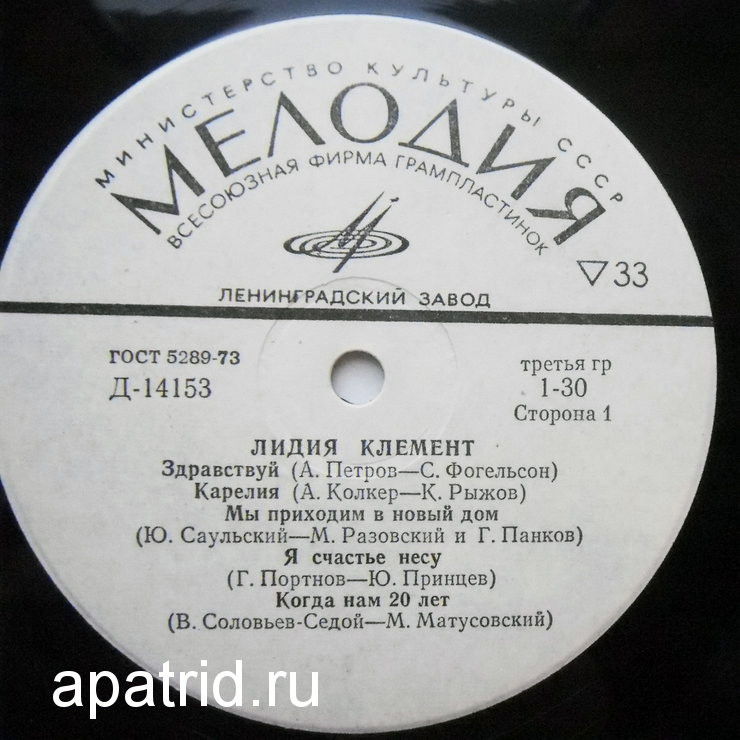 МИНИСТЕРСТВО КУЛЬТУРЫ СССР
МЕЛОДИЯ
ВСЕСОЮЗНАЯ ФИРМА ГРАМПЛАСТИНОК
▽33
ЛЕНИНГРАДСКИЙ ЗАВОД
ГОСТ 5289-73
Д-14153
третья гр
1-30
Сторона 1
ЛИДИЯ КЛЕМЕНТ
Здравствуй (А. Петров—С. Фогельсон)
Карелия (А. Колкер—К. Рыжов)
Мы приходим в новый дом
(Ю. Саульский—М. Разовский и Г. Панков)
Я счастье несу
(Г. Портнов—Ю. Принцев)
Когда нам 20 лет
(В. Соловьев-Седой—М. Матусовский)
apatrid.ru